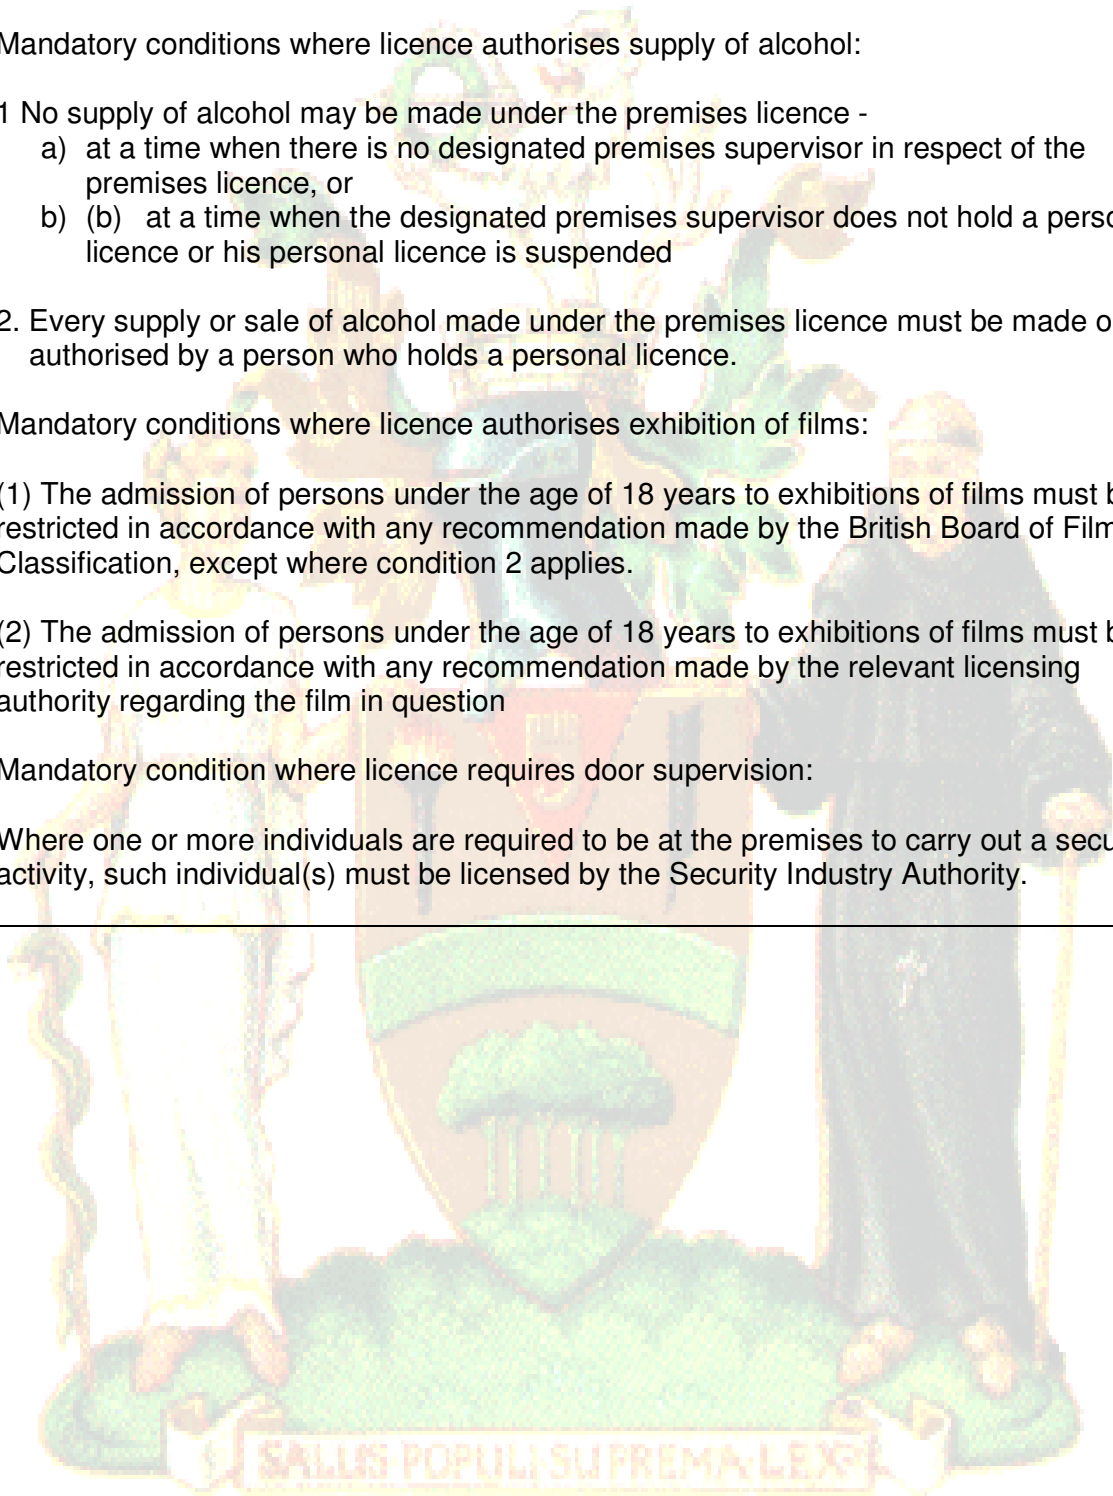 Mandatory conditions where licence authorises supply of alcohol:
1 No supply of alcohol may be made under the premises licence -
a) at a time when there is no designated premises supervisor in respect of the
premises licence, or
b) (b) at a time when the designated premises supervisor does not hold a perso
licence or his personal licence is suspended
2. Every supply or sale of alcohol made under the premises licence must be made o
authorised by a person who holds a personal licence.
Mandatory conditions where licence authorises exhibition of films:
(1) The admission of persons under the age of 18 years to exhibitions of films must b
restricted in accordance with any recommendation made by the British Board of Film
Classification, except where condition 2 applies.
(2) The admission of persons under the age of 18 years to exhibitions of films must b
restricted in accordance with any recommendation made by the relevant licensing
authority regarding the film in question
Mandatory condition where licence requires door supervision:
Where one or more individuals are required to be at the premises to carry out a secu
activity, such individual(s) must be licensed by the Security Industry Authority.
SALUS·POPULI·SUPREMA·LEX